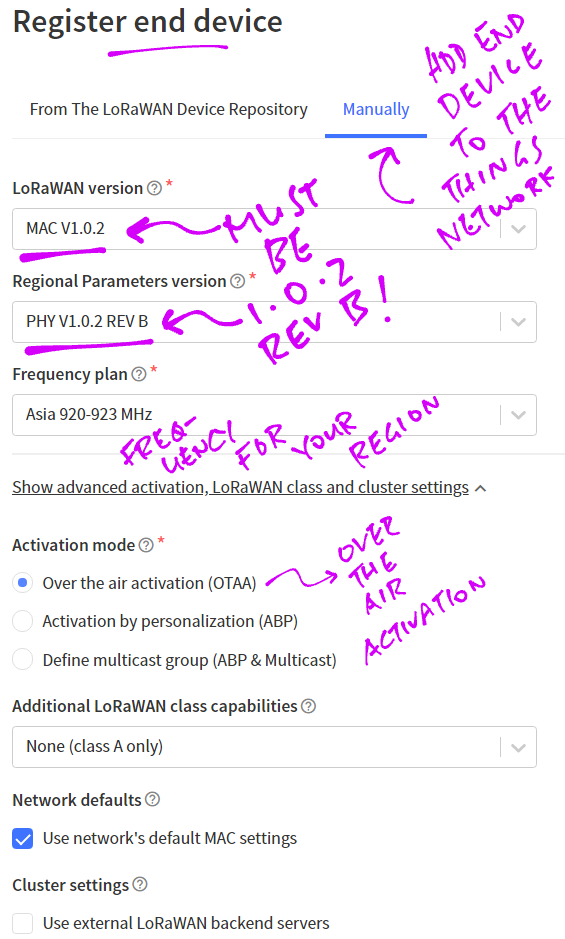 Register end device
ADD END
DEVICE
TO THE
THINGS
NETWORK
From The LoRaWAN Device Repository
Manually
LoRaWAN version *
MAC V1.0.2
MUST
BE
1.0.2
REV B!
Regional Parameters version *
PHY V1.0.2 REV B
Frequency plan *
Asia 920-923 MHz
FREQ-
UENCY FOR YOUR REGION
Show advanced activation, LoRaWAN class and cluster settings
Activation mode *
Over the air activation (OTAA)
OVER
THE
AIR
ACTIVATION
Activation by personalization (ABP)
Define multicast group (ABP & Multicast)
Additional LoRaWAN class capabilities
None (class A only)
Network defaults
Use network's default MAC settings
Cluster settings
Use external LoRaWAN backend servers